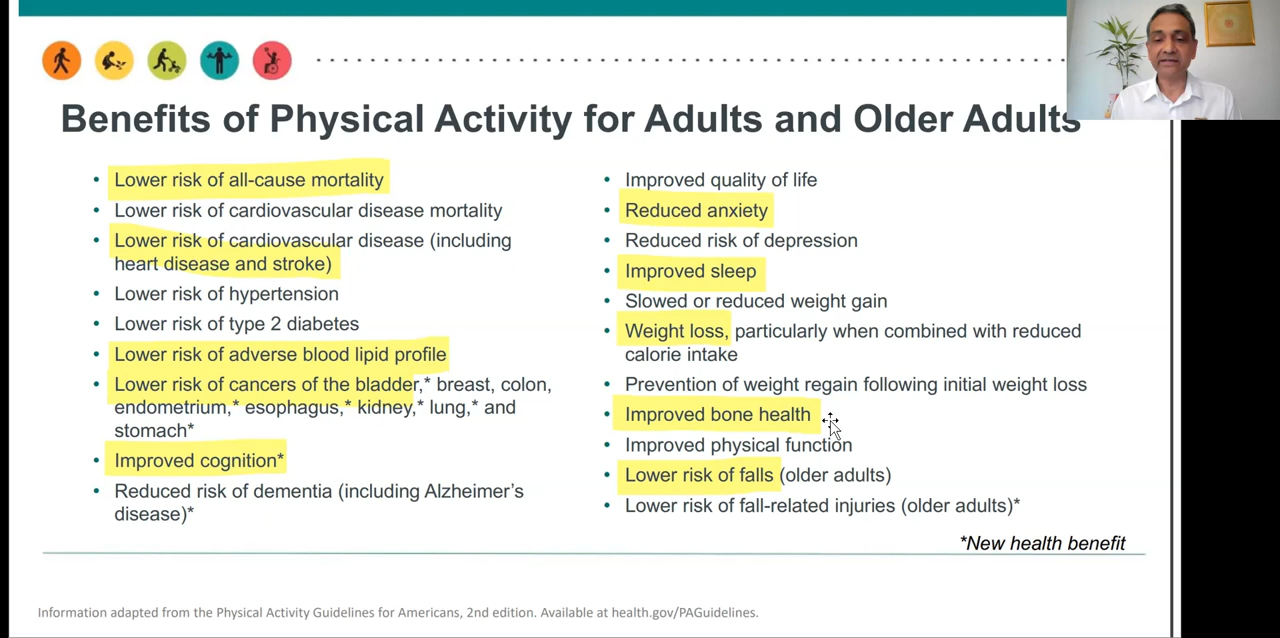 Benefits of Physical Activity for Adults and Older Adults
• Lower risk of all-cause mortality
• Lower risk of cardiovascular disease mortality
• Lower risk of cardiovascular disease (including
heart disease and stroke)
• Lower risk of hypertension
• Lower risk of type 2 diabetes
• Lower risk of adverse blood lipid profile
• Lower risk of cancers of the bladder,* breast, colon,
endometrium,* esophagus,* kidney,* lung,* and
stomach*
• Improved cognition*
• Reduced risk of dementia (including Alzheimer's
disease)*
• Improved quality of life
• Reduced anxiety
• Reduced risk of depression
• Improved sleep
• Slowed or reduced weight gain
• Weight loss, particularly when combined with reduced
calorie intake
• Prevention of weight regain following initial weight loss
• Improved bone health
• Improved physical function
• Lower risk of falls (older adults)
• Lower risk of fall-related injuries (older adults)*
*New health benefit
Information adapted from the Physical Activity Guidelines for Americans, 2nd edition. Available at health.gov/PAGuidelines.